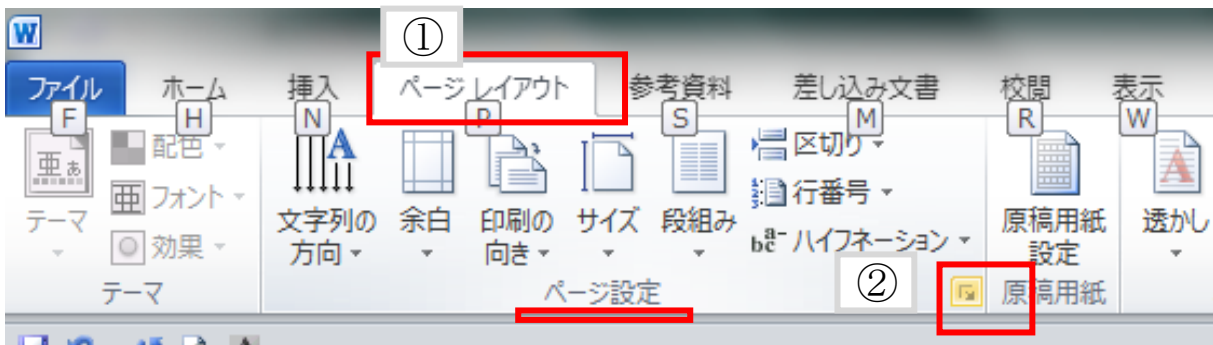 W
①
ファイル ホーム 挿入 ページ レイアウト 参考資料 差し込み文書 校閲 表示
F H N P S M R W
亜ぁ テーマ
配色
亜 フォント
効果
テーマ
A 文字列の方向
余白
印刷の向き
サイズ
段組み
区切り
行番号
bc a- ハイフネーション
ページ設定
②
原稿用紙設定
原稿用紙
A 透かし